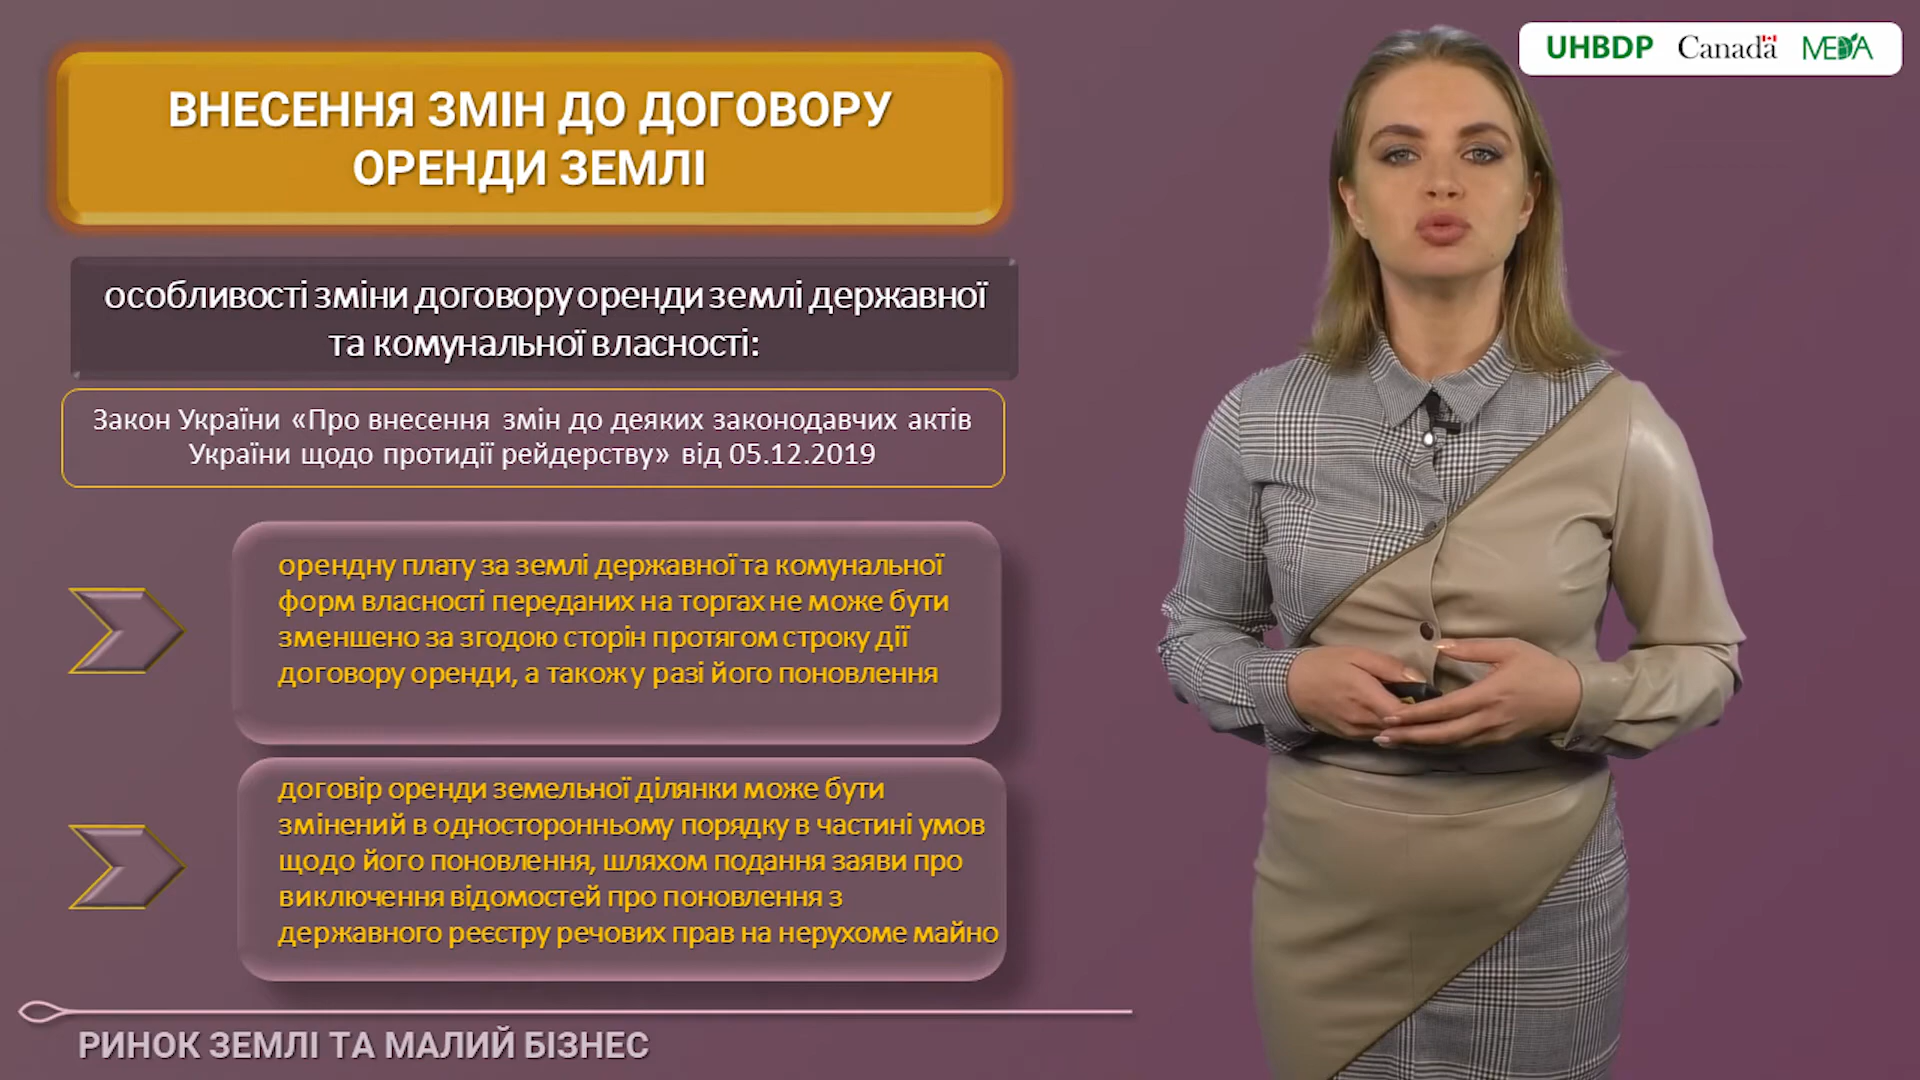 UHBDP Canada MEDA
ВНЕСЕННЯ ЗМІН ДО ДОГОВОРУ
ОРЕНДИ ЗЕМЛІ
особливості зміни договору оренди землі державної
та комунальної власності:
Закон України «Про внесення змін до деяких законодавчих актів
України щодо протидії рейдерству» від 05.12.2019
орендну плату за землі державної та комунальної
форм власності переданих на торгах не може бути
зменшено за згодою сторін протягом строку дії
договору оренди, а також у разі його поновлення
договір оренди земельної ділянки може бути
змінений в односторонньому порядку в частині умов
щодо його поновлення, шляхом подання заяви про
виключення відомостей про поновлення з
державного реєстру речових прав на нерухоме майно
РИНОК ЗЕМЛІ ТА МАЛИЙ БІЗНЕС